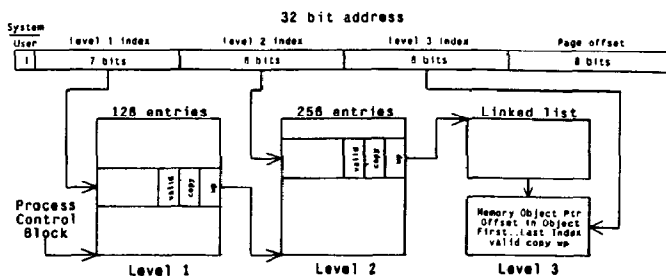 32 bit address
System
User
Level 1 index
Level 2 index
Level 3 index
Page offset
1
7 bits
8 bits
8 bits
8 bits
128 entries
256 entries
Linked list
valid
copy
wp
valid
copy
wp
Process
Control
Block
Memory Object Ptr
Offset in Object
First..Last Index
valid copy wp
Level 1
Level 2
Level 3